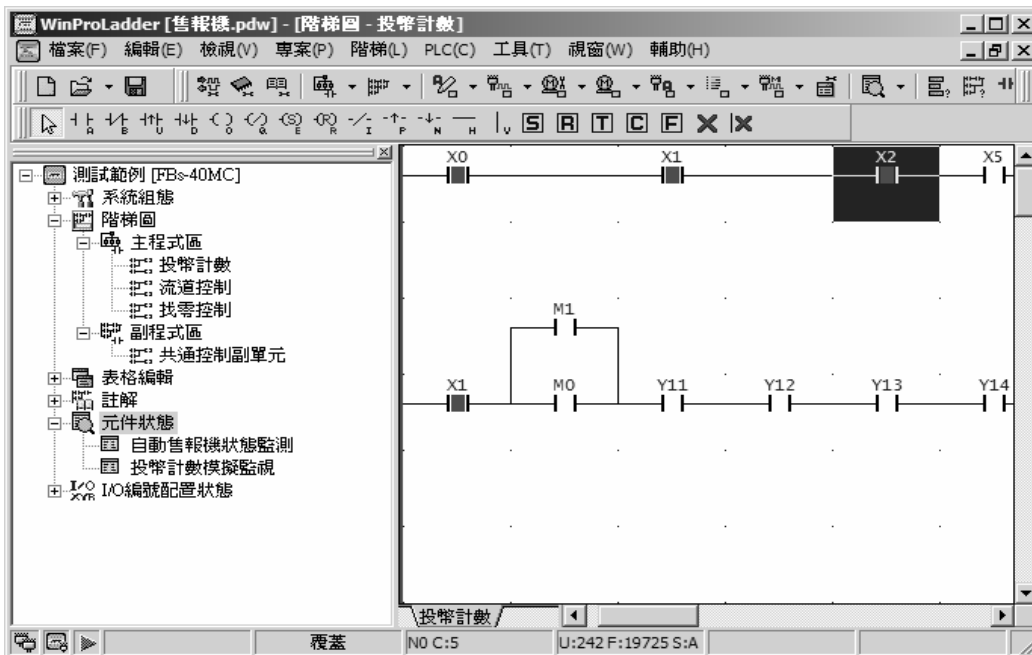 WinProLadder [售報機.pdw] - [階梯圖 - 投幣計數]
檔案(F) 編輯(E) 檢視(V) 專案(P) 階梯(L) PLC(C) 工具(T) 視窗(W) 輔助(H)
A B U D O Q E R I P N H V S R T C F
測試範例 [FBs-40MC]
系統組態
階梯圖
主程式區
投幣計數
流道控制
找零控制
副程式區
共通控制副單元
表格編輯
註解
元件狀態
自動售報機狀態監測
投幣計數模擬監視
I/O編號配置狀態
X0 X1 X2 X5
M1
X1 M0 Y11 Y12 Y13 Y14
投幣計數
覆蓋 N0 C:5 U:242 F:19725 S:A